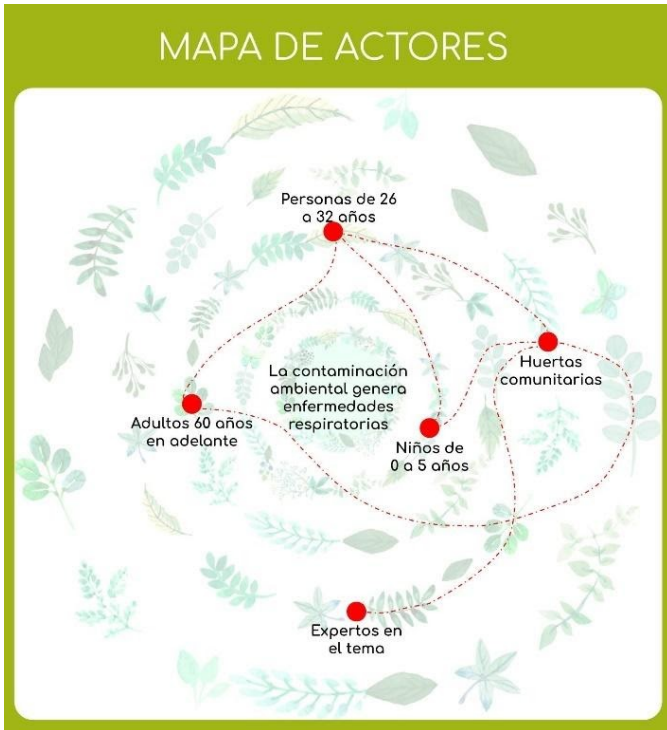 MAPA DE ACTORES
Personas de 26
a 32 años
Huertas
comunitarias
La contaminación
ambiental genera
enfermedades
respiratorias
Adultos 60 años
en adelante
Niños de
0 a 5 años
Expertos en
el tema